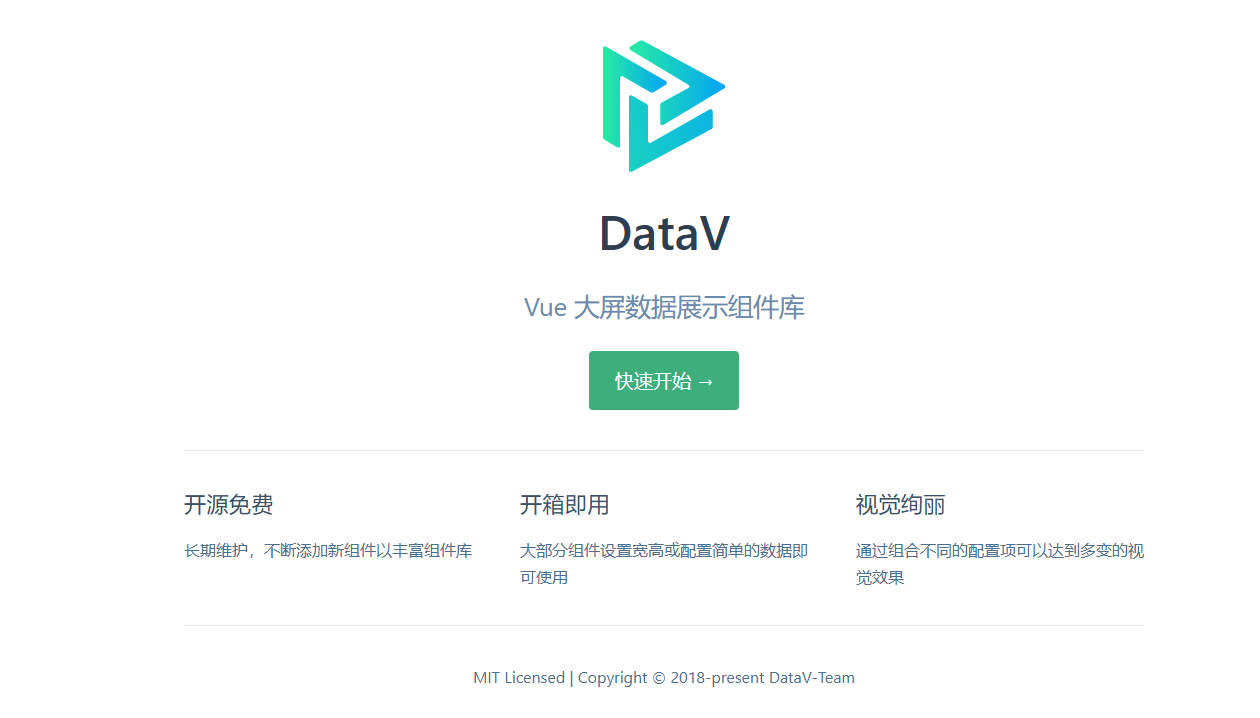 DataV
Vue 大屏数据展示组件库
快速开始 →
开源免费
长期维护，不断添加新组件以丰富组件库
开箱即用
大部分组件设置宽高或配置简单的数据即
可使用
视觉绚丽
通过组合不同的配置项可以达到多变的视
觉效果
MIT Licensed | Copyright © 2018-present DataV-Team